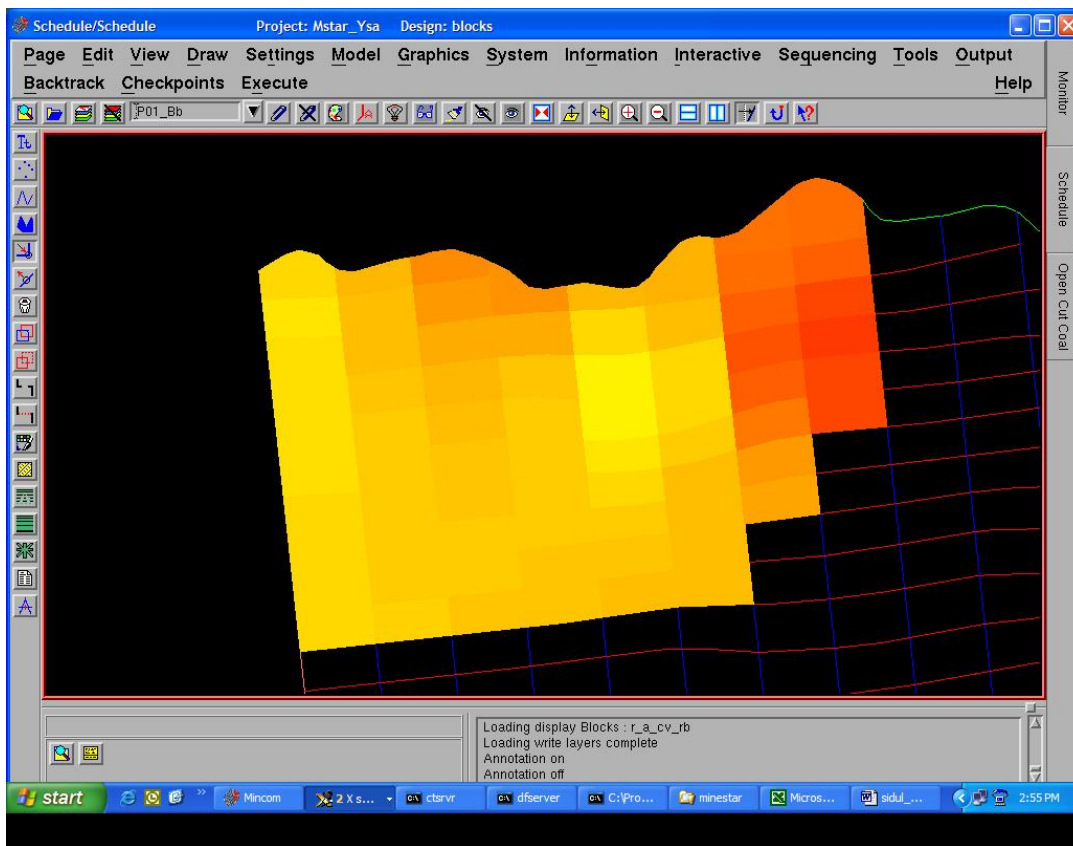 Schedule/Schedule Project: Mstar_Ysa Design: blocks
Page Edit View Draw Settings Model Graphics System Information Interactive Sequencing Tools Output
Backtrack Checkpoints Execute Help
P01_Bb
Monitor
Schedule
Open Cut Coal
Loading display Blocks : r_a_cv_rb
Loading write layers complete
Annotation on
Annotation off
start Mincom 2 X s... ctsrvr dfserver C:\Pro... minestar Micros... sidul_... 2:55 PM